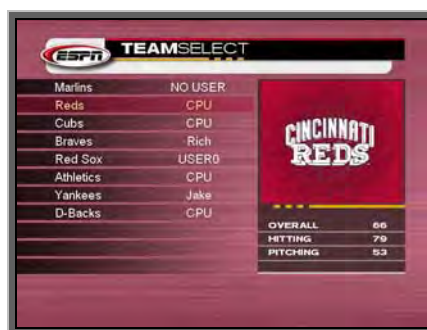 ESPN TEAMSELECT
Marlins NO USER
Reds CPU
Cubs CPU
Braves Rich
Red Sox USER0
Athletics CPU
Yankees Jake
D-Backs CPU
CINCINNATI
REDS
OVERALL 66
HITTING 79
PITCHING 53